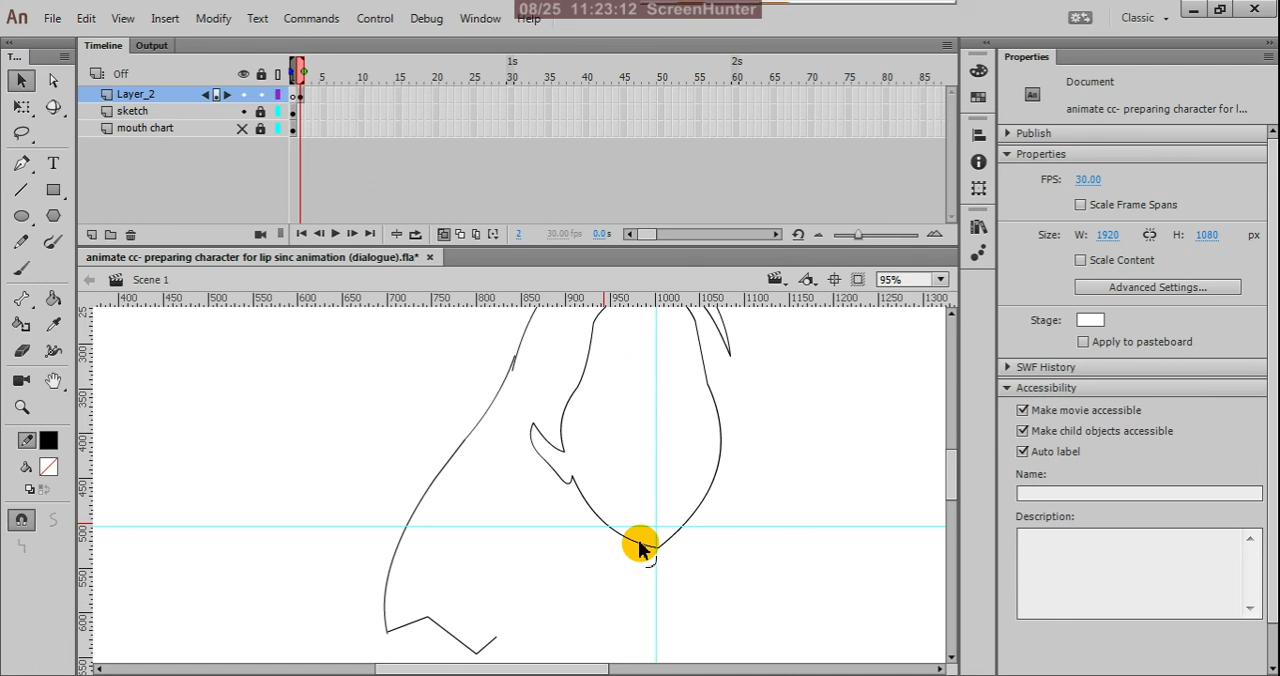 08/25 11:23:12 ScreenHunter
An File Edit View Insert Modify Text Commands Control Debug Window Help Classic
Timeline Output T... Properties
1s 2s
Off 5 10 15 20 25 30 35 40 45 50 55 60 65 70 75 80 85
Document
Layer_2
An animate cc- preparing character for l...
sketch
mouth chart
Publish
Properties
FPS: 30.00
Scale Frame Spans
2 30.00 fps 0.0 s
Size: W: 1920 H: 1080 px
animate cc- preparing character for lip sinc animation (dialogue).fla*
Scale Content
Scene 1 95%
Advanced Settings...
400 450 500 550 600 650 700 750 800 850 900 950 1000 1050 1100 1150 1200 1250 1300
Stage:
Apply to pasteboard
SWF History
Accessibility
Make movie accessible
Make child objects accessible
Auto label
Name:
Description:
300
350
400
450
500
550
600